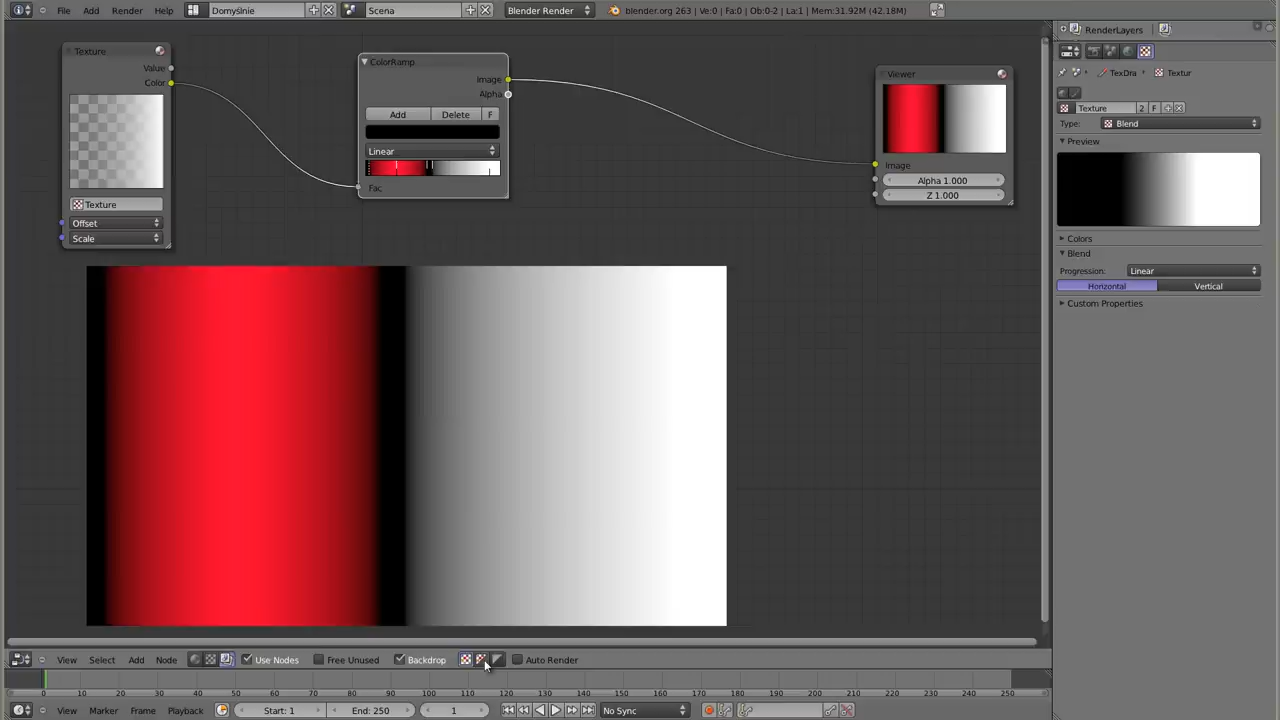 File Add Render Help Domyślnie Scena Blender Render blender.org 263 | Ve:0 | Fa:0 | Ob:0-2 | La:1 | Mem:31.92M (42.18M)
RenderLayers
Texture
Value
Color
Texture
Offset
Scale
ColorRamp
Image
Alpha
Add Delete F
Linear
Fac
Viewer
Image
Alpha 1.000
Z 1.000
TexDra Textur
Texture 2 F
Type: Blend
Preview
Colors
Blend
Progression: Linear
Horizontal Vertical
Custom Properties
View Select Add Node Use Nodes Free Unused Backdrop Auto Render
0 10 20 30 40 50 60 70 80 90 100 110 120 130 140 150 160 170 180 190 200 210 220 230 240 250
View Marker Frame Playback Start: 1 End: 250 1 No Sync